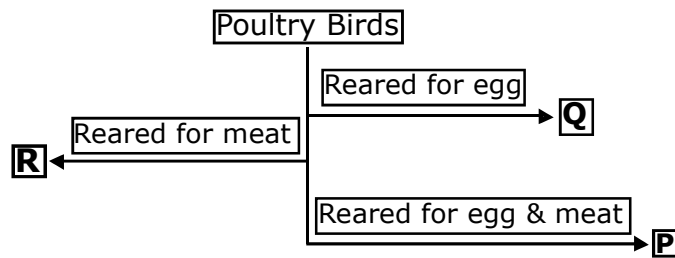 Poultry Birds
Reared for egg
Q
Reared for meat
R
Reared for egg & meat
P